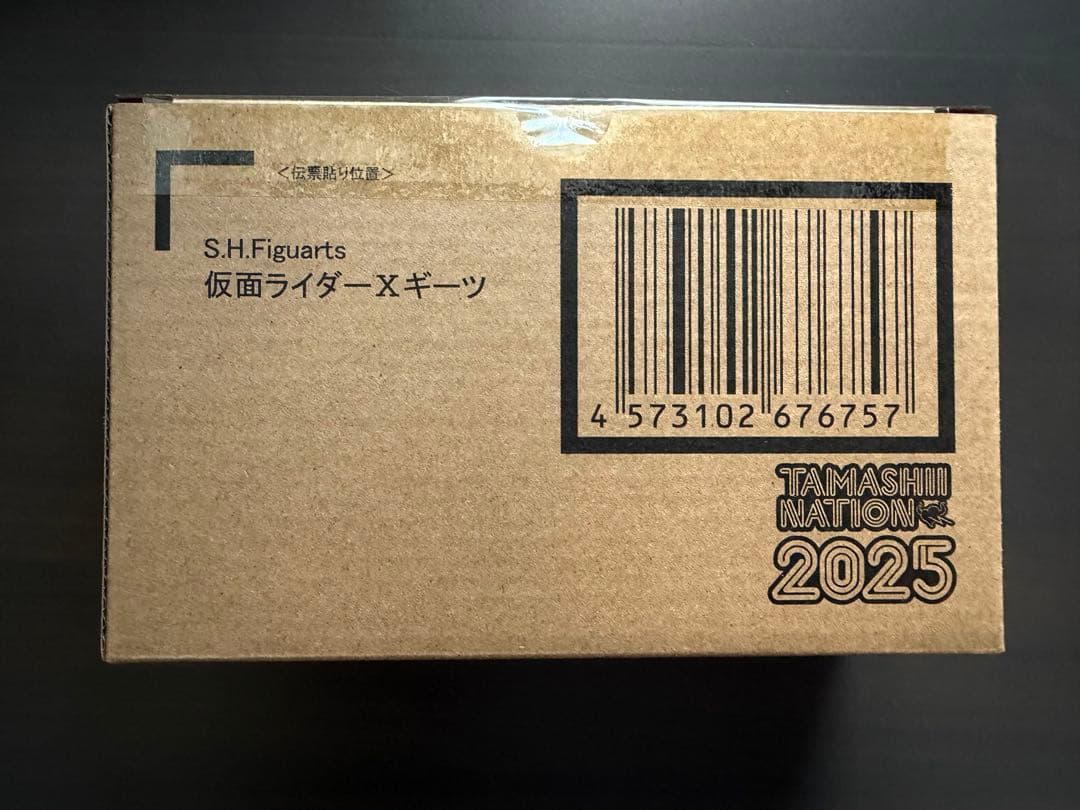 <伝票貼り位置>
S.H.Figuarts
仮面ライダーXギーツ
4 573102 676757
TAMASHII
NATION
2025